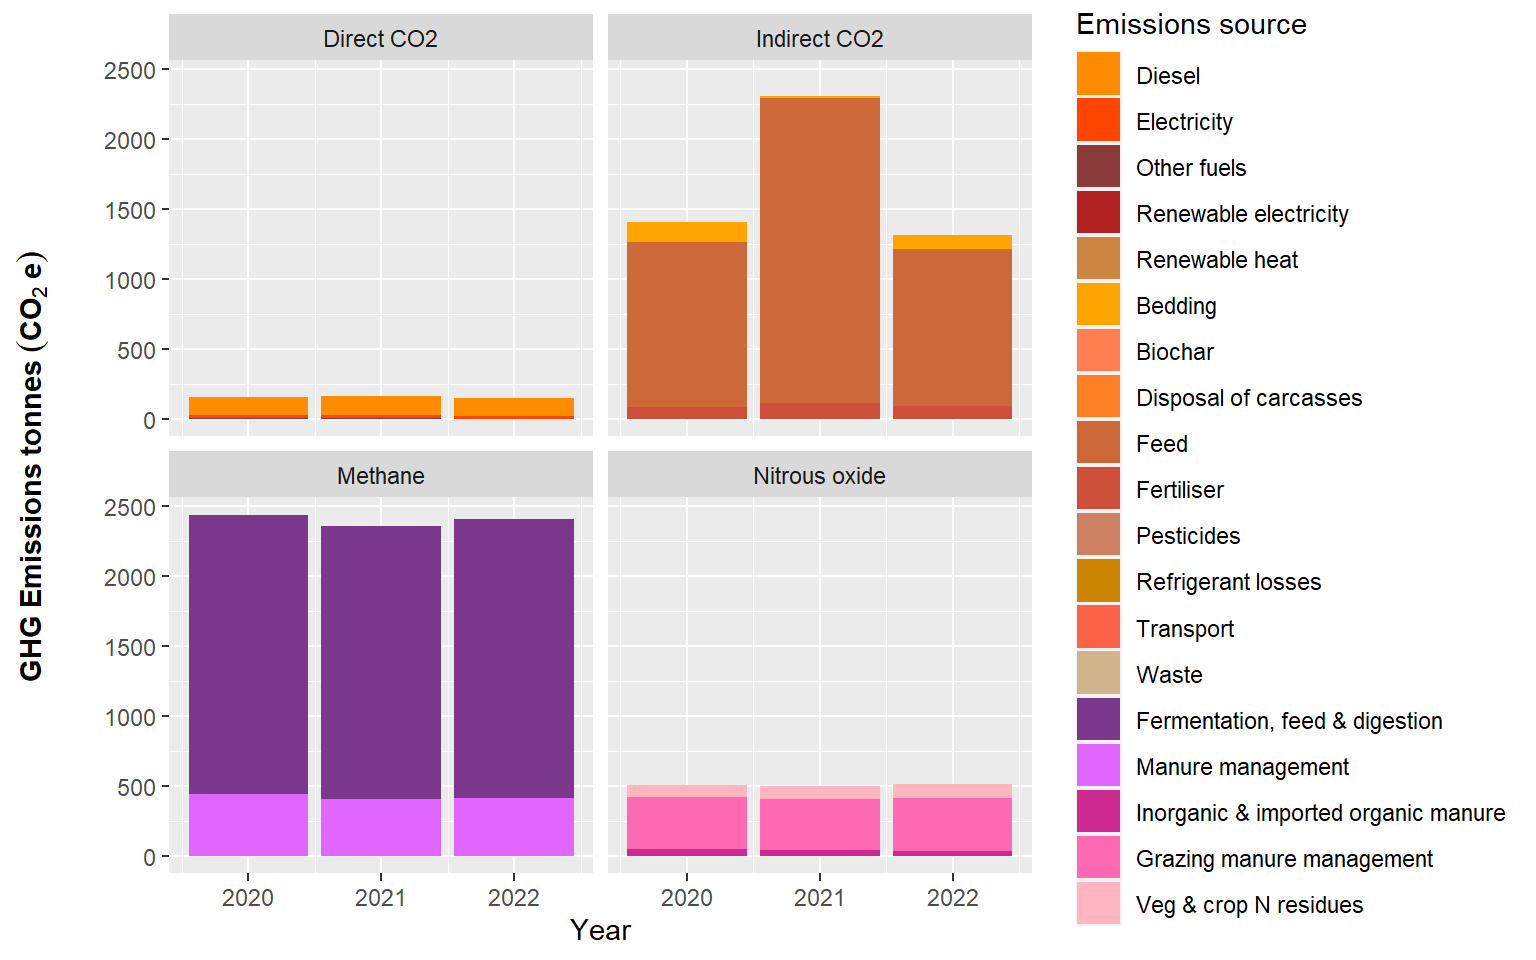 Direct CO2
Indirect CO2
2500
2000
1500
1000
500
0
Methane
Nitrous oxide
2500
2000
1500
1000
500
0
2020
2021
2022
2020
2021
2022
Year
GHG Emissions tonnes (CO₂ e)
Emissions source
Diesel
Electricity
Other fuels
Renewable electricity
Renewable heat
Bedding
Biochar
Disposal of carcasses
Feed
Fertiliser
Pesticides
Refrigerant losses
Transport
Waste
Fermentation, feed & digestion
Manure management
Inorganic & imported organic manure
Grazing manure management
Veg & crop N residues